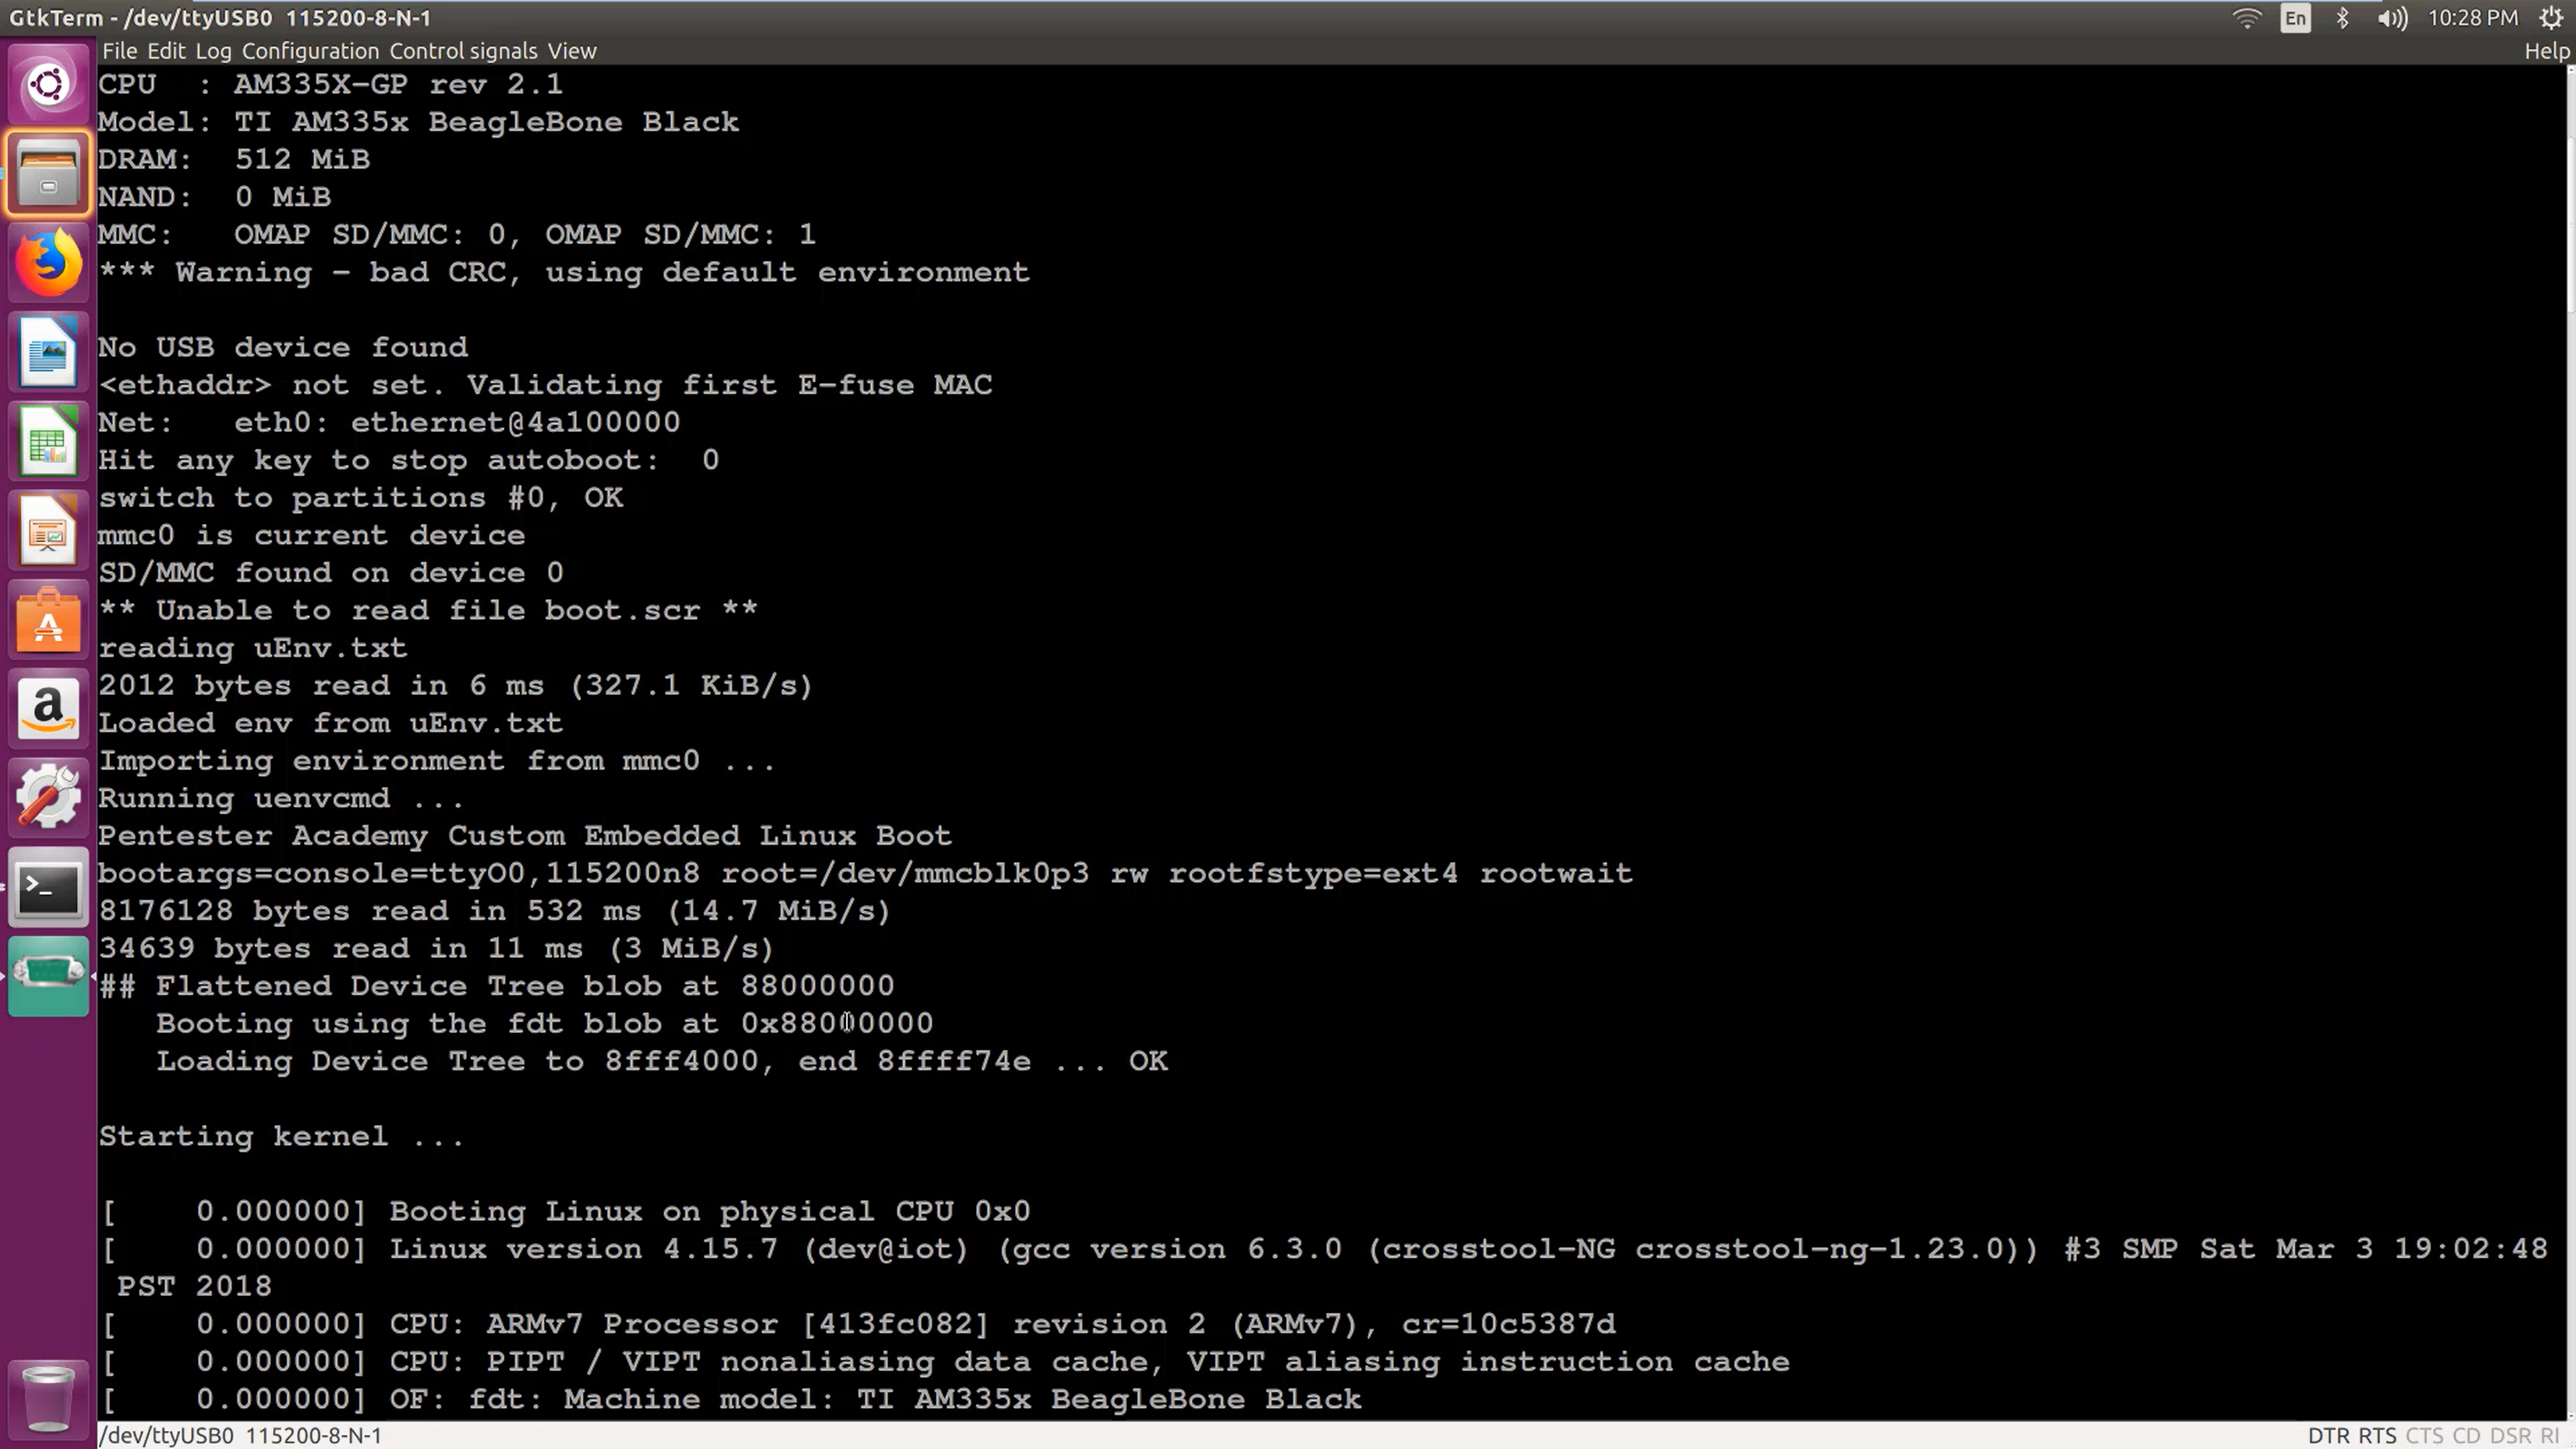 GtkTerm - /dev/ttyUSB0 115200-8-N-1
En
10:28 PM
File Edit Log Configuration Control signals View
Help
CPU  : AM335X-GP rev 2.1
Model: TI AM335x BeagleBone Black
DRAM:  512 MiB
NAND:  0 MiB
MMC:   OMAP SD/MMC: 0, OMAP SD/MMC: 1
*** Warning - bad CRC, using default environment
No USB device found
<ethaddr> not set. Validating first E-fuse MAC
Net:   eth0: ethernet@4a100000
Hit any key to stop autoboot:  0
switch to partitions #0, OK
mmc0 is current device
SD/MMC found on device 0
** Unable to read file boot.scr **
reading uEnv.txt
2012 bytes read in 6 ms (327.1 KiB/s)
Loaded env from uEnv.txt
Importing environment from mmc0 ...
Running uenvcmd ...
Pentester Academy Custom Embedded Linux Boot
bootargs=console=ttyO0,115200n8 root=/dev/mmcblk0p3 rw rootfstype=ext4 rootwait
8176128 bytes read in 532 ms (14.7 MiB/s)
34639 bytes read in 11 ms (3 MiB/s)
## Flattened Device Tree blob at 88000000
   Booting using the fdt blob at 0x88000000
   Loading Device Tree to 8fff4000, end 8ffff74e ... OK
Starting kernel ...
[    0.000000] Booting Linux on physical CPU 0x0
[    0.000000] Linux version 4.15.7 (dev@iot) (gcc version 6.3.0 (crosstool-NG crosstool-ng-1.23.0)) #3 SMP Sat Mar 3 19:02:48
 PST 2018
[    0.000000] CPU: ARMv7 Processor [413fc082] revision 2 (ARMv7), cr=10c5387d
[    0.000000] CPU: PIPT / VIPT nonaliasing data cache, VIPT aliasing instruction cache
[    0.000000] OF: fdt: Machine model: TI AM335x BeagleBone Black
/dev/ttyUSB0 115200-8-N-1
DTR RTS CTS CD DSR RI